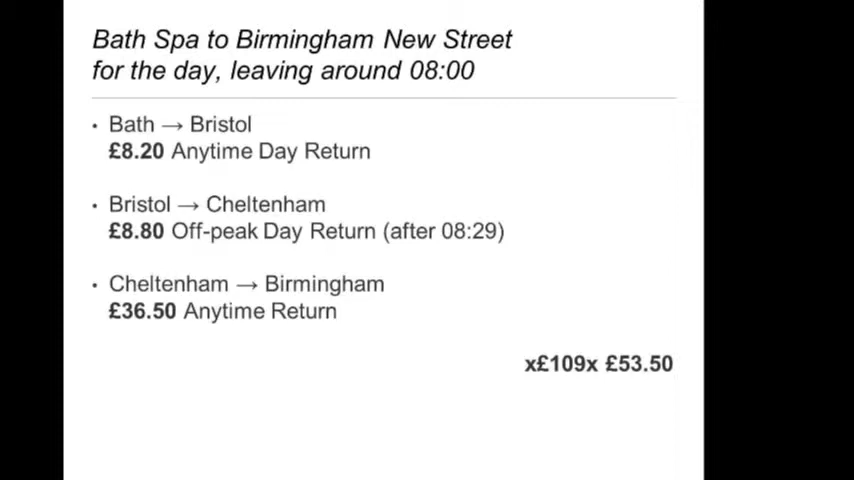 Bath Spa to Birmingham New Street
for the day, leaving around 08:00
• Bath → Bristol
£8.20 Anytime Day Return
• Bristol → Cheltenham
£8.80 Off-peak Day Return (after 08:29)
• Cheltenham → Birmingham
£36.50 Anytime Return
x£109x £53.50